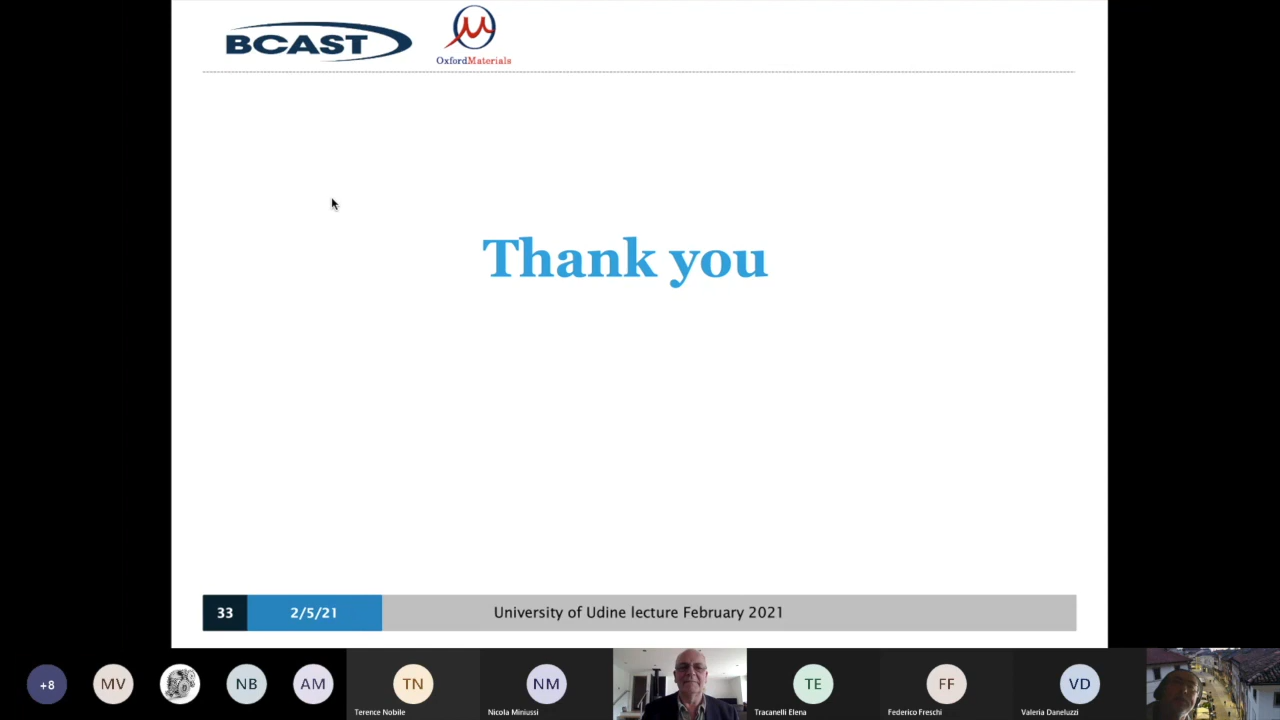 BCAST
OxfordMaterials
Thank you
33
2/5/21
University of Udine lecture February 2021
+8
MV
NB
AM
TN
NM
TE
FF
VD
Terence Nobile
Nicola Miniussi
Tracanelli Elena
Federico Freschi
Valeria Daneluzzi